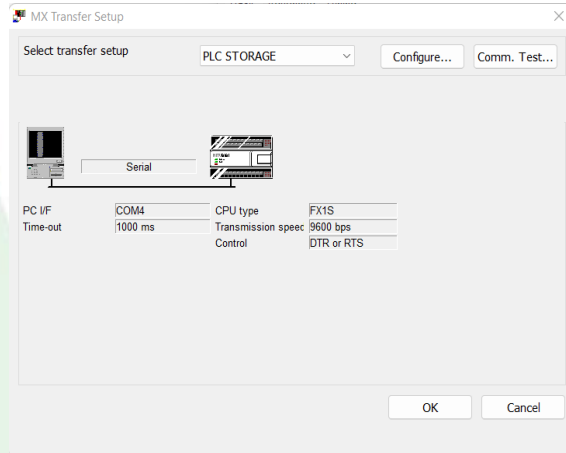 MX Transfer Setup
Select transfer setup
PLC STORAGE
Configure...
Comm. Test...
Serial
PC I/F COM4 CPU type FX1S
Time-out 1000 ms Transmission speec 9600 bps
Control DTR or RTS
OK Cancel